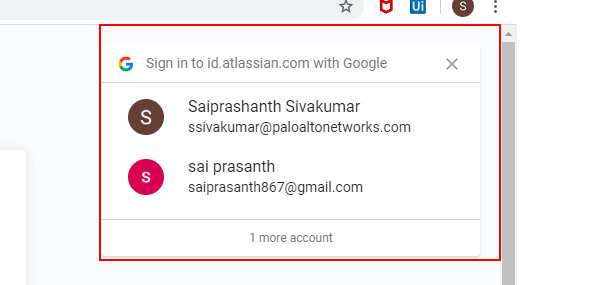 Ui
S
Sign in to id.atlassian.com with Google
S
Saiprashanth Sivakumar
ssivakumar@paloaltonetworks.com
s
sai prasanth
saiprasanth867@gmail.com
1 more account